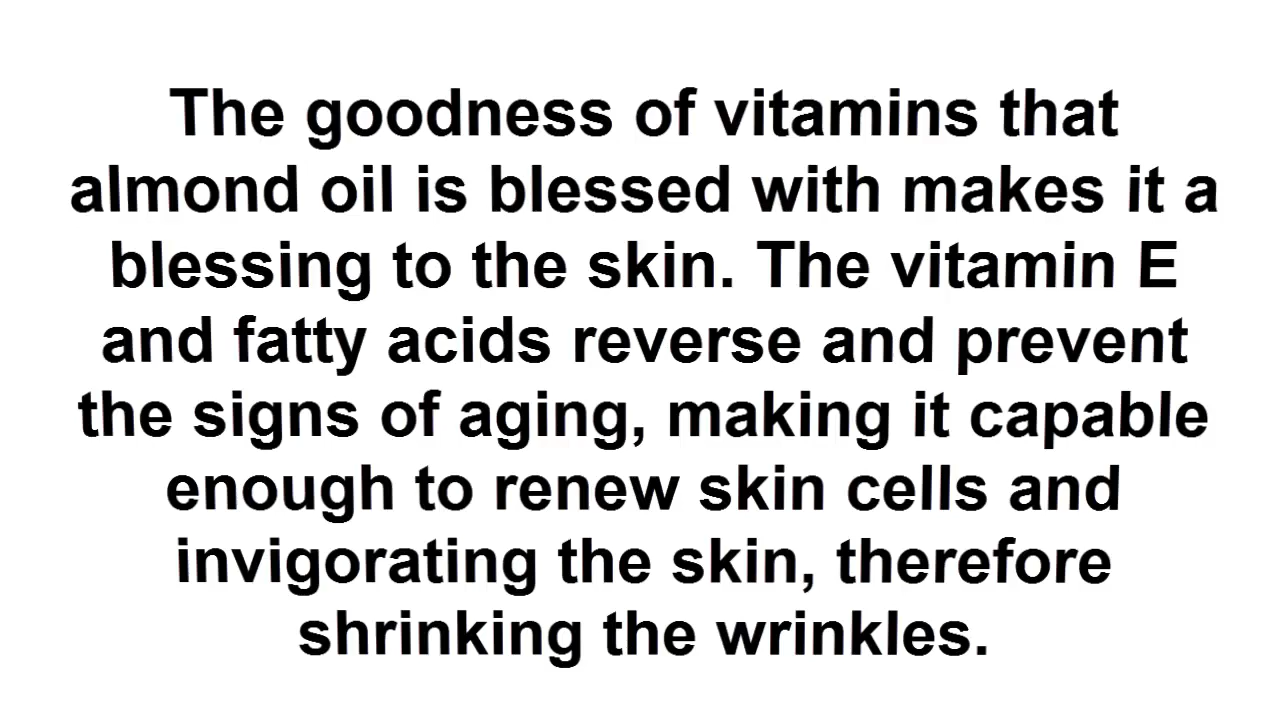 The goodness of vitamins that
almond oil is blessed with makes it a
blessing to the skin. The vitamin E
and fatty acids reverse and prevent
the signs of aging, making it capable
enough to renew skin cells and
invigorating the skin, therefore
shrinking the wrinkles.